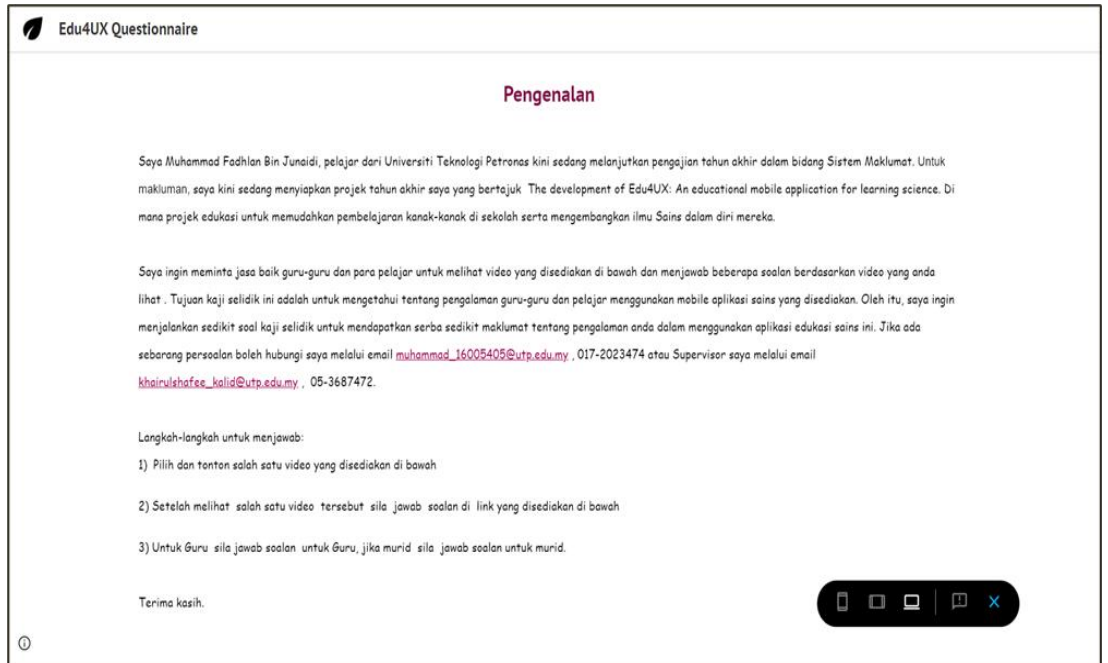 Edu4UX Questionnaire
Pengenalan
Saya Muhammad Fadhlan Bin Junaidi, pelajar dari Universiti Teknologi Petronas kini sedang melanjutkan pengajian tahun akhir dalam bidang Sistem Maklumat. Untuk
makluman, saya kini sedang menyiapkan projek tahun akhir saya yang bertajuk The development of Edu4UX: An educational mobile application for learning science. Di
mana projek edukasi untuk memudahkan pembelajaran kanak-kanak di sekolah serta mengembangkan ilmu Sains dalam diri mereka.
Saya ingin meminta jasa baik guru-guru dan para pelajar untuk melihat video yang disediakan di bawah dan menjawab beberapa soalan berdasarkan video yang anda
lihat . Tujuan kaji selidik ini adalah untuk mengetahui tentang pengalaman guru-guru dan pelajar menggunakan mobile aplikasi sains yang disediakan. Oleh itu, saya ingin
menjalankan sedikit soal kaji selidik untuk mendapatkan serba sedikit maklumat tentang pengalaman anda dalam menggunakan aplikasi edukasi sains ini. Jika ada
sebarang persoalan boleh hubungi saya melalui email muhammad_16005405@utp.edu.my , 017-2023474 atau Supervisor saya melalui email
khairulshafee_kalid@utp.edu.my , 05-3687472.
Langkah-langkah untuk menjawab:
1) Pilih dan tonton salah satu video yang disediakan di bawah
2) Setelah melihat salah satu video tersebut sila jawab soalan di link yang disediakan di bawah
3) Untuk Guru sila jawab soalan untuk Guru, jika murid sila jawab soalan untuk murid.
Terima kasih.